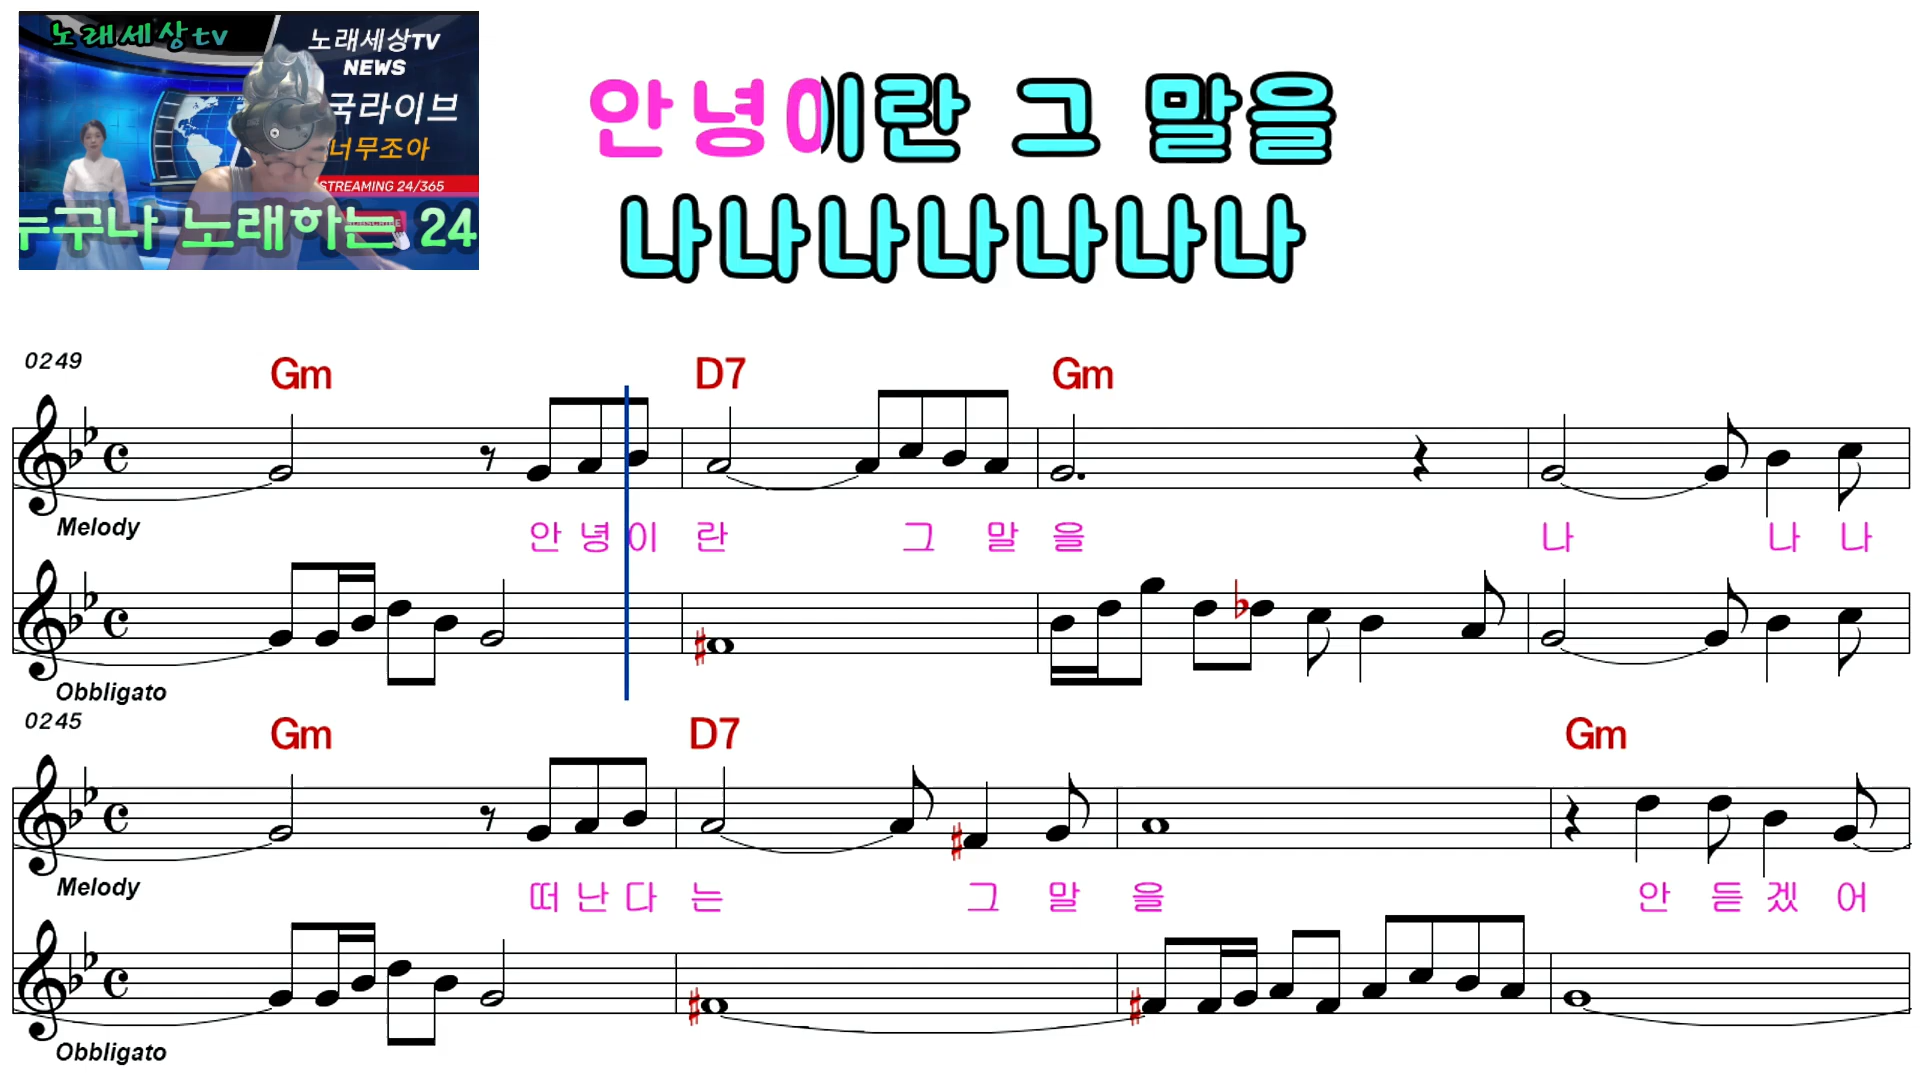 노래세상tv
노래세상TV
NEWS
국라이브
너무조아
STREAMING 24/365
누구나 노래하는 24
안녕이란 그 말을
나나나나나나나
0249
Gm D7 Gm
Melody
안 녕 이 란 그 말 을 나 나 나
Obbligato
0245
Gm D7 Gm
Melody
떠 난 다 는 그 말 을 안 듣 겠 어
Obbligato